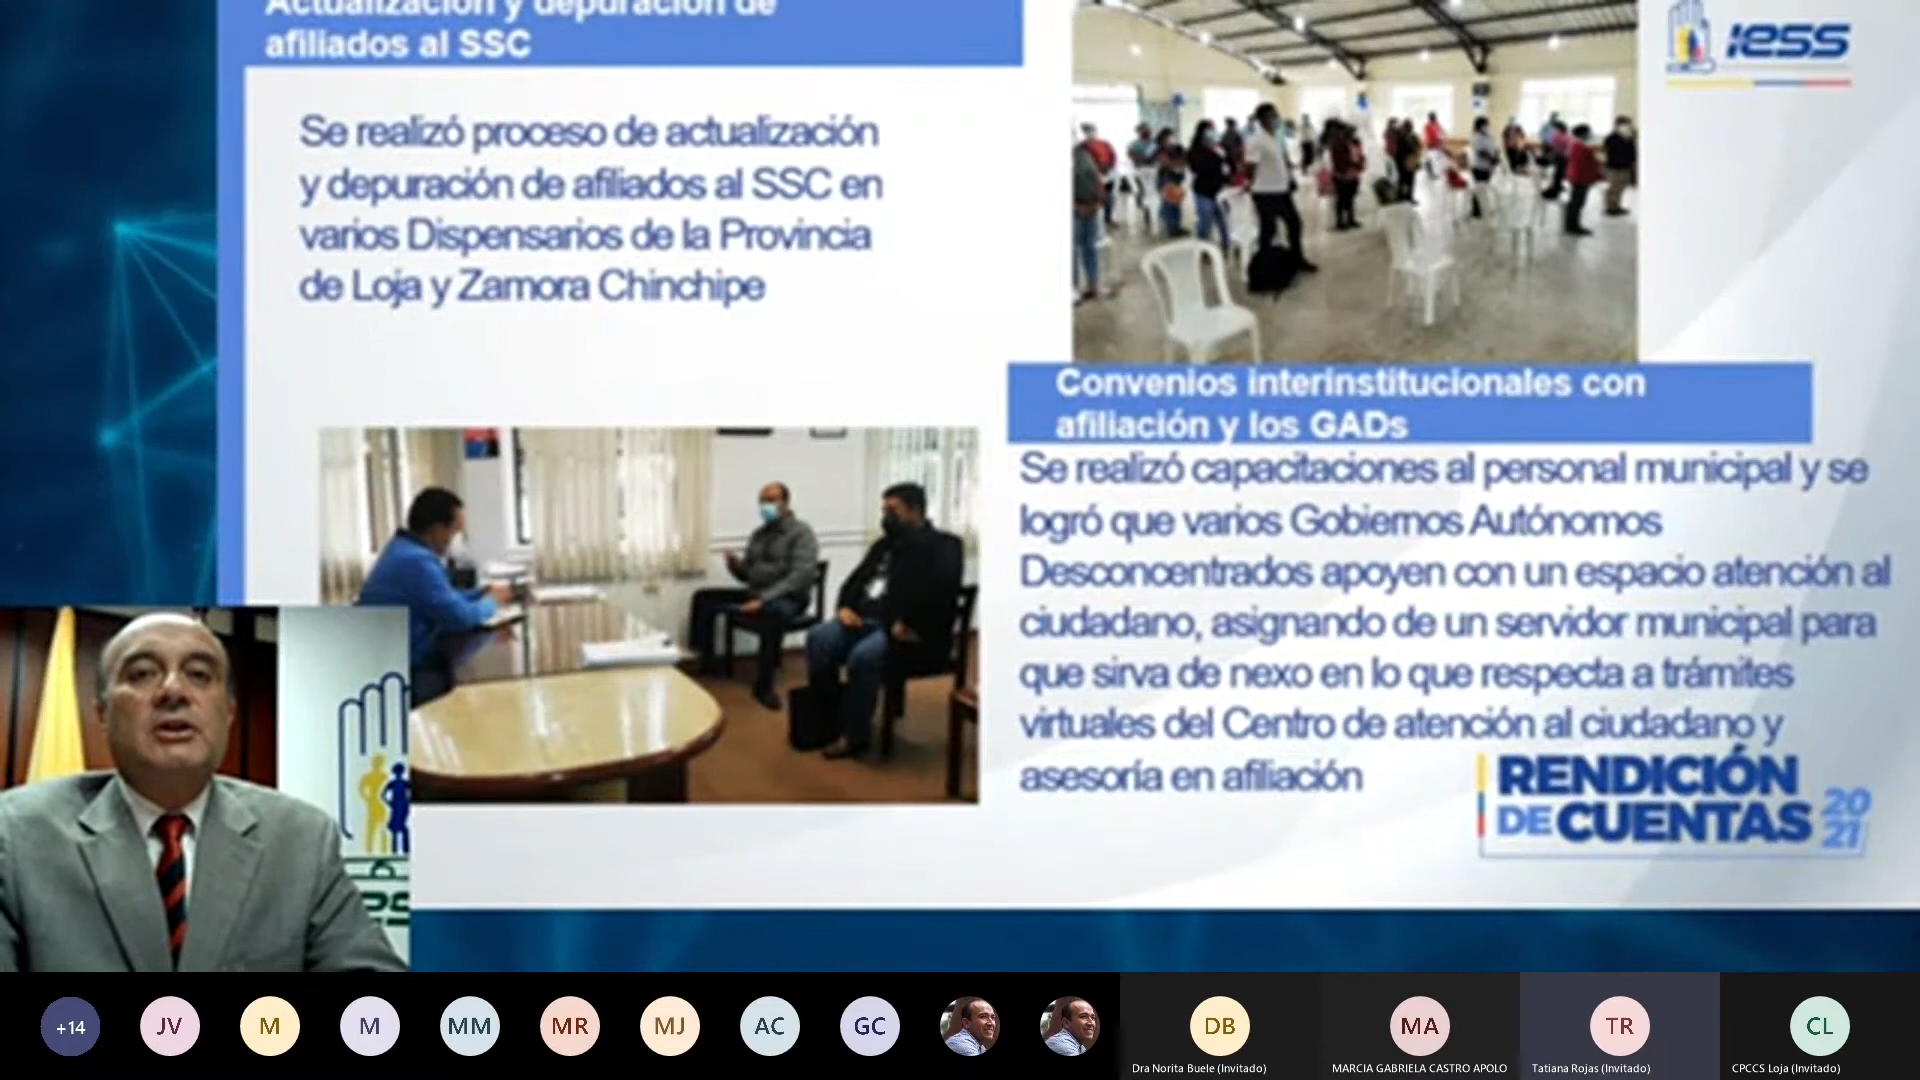 Actualización y depuración de
afiliados al SSC
Se realizó proceso de actualización
y depuración de afiliados al SSC en
varios Dispensarios de la Provincia
de Loja y Zamora Chinchipe
IESS
Convenios interinstitucionales con
afiliación y los GADs
Se realizó capacitaciones al personal municipal y se
logró que varios Gobiernos Autónomos
Desconcentrados apoyen con un espacio atención al
ciudadano, asignando de un servidor municipal para
que sirva de nexo en lo que respecta a trámites
virtuales del Centro de atención al ciudadano y
asesoría en afiliación
RENDICIÓN
DE CUENTAS
20
21
+14
JV
M
M
MM
MR
MJ
AC
GC
DB
MA
TR
CL
Dra Norita Buele (Invitado)
MARCIA GABRIELA CASTRO APOLO
Tatiana Rojas (Invitado)
CPCCS Loja (Invitado)